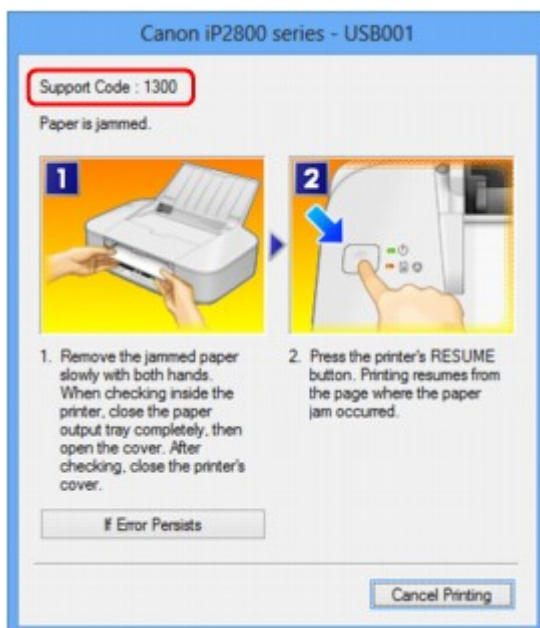 Canon iP2800 series - USB001
Support Code : 1300
Paper is jammed.
1
2
1. Remove the jammed paper
slowly with both hands.
When checking inside the
printer, close the paper
output tray completely, then
open the cover. After
checking, close the printer's
cover.
2. Press the printer's RESUME
button. Printing resumes from
the page where the paper
jam occurred.
If Error Persists
Cancel Printing